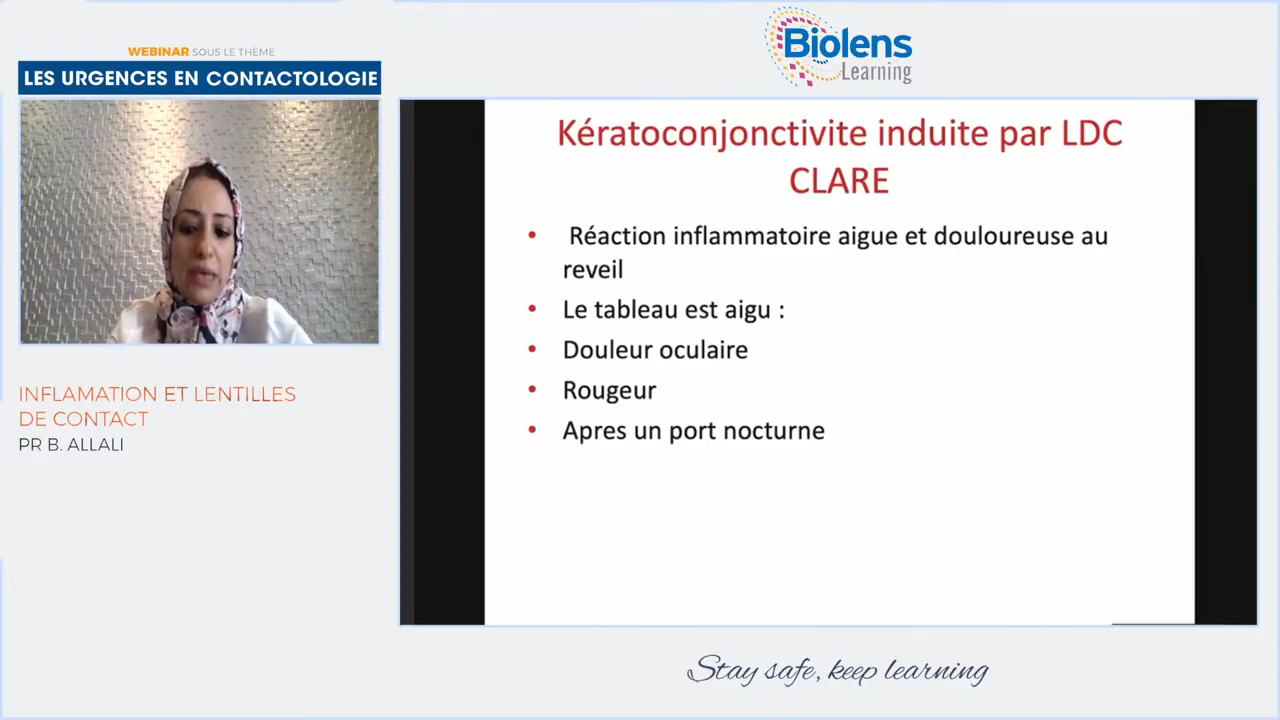 WEBINAR SOUS LE THÈME
LES URGENCES EN CONTACTOLOGIE
INFLAMATION ET LENTILLES
DE CONTACT
PR B. ALLALI
Biolens
Learning
Kératoconjonctivite induite par LDC
CLARE
• Réaction inflammatoire aigue et douloureuse au
reveil
• Le tableau est aigu :
• Douleur oculaire
• Rougeur
• Apres un port nocturne
Stay safe, keep learning